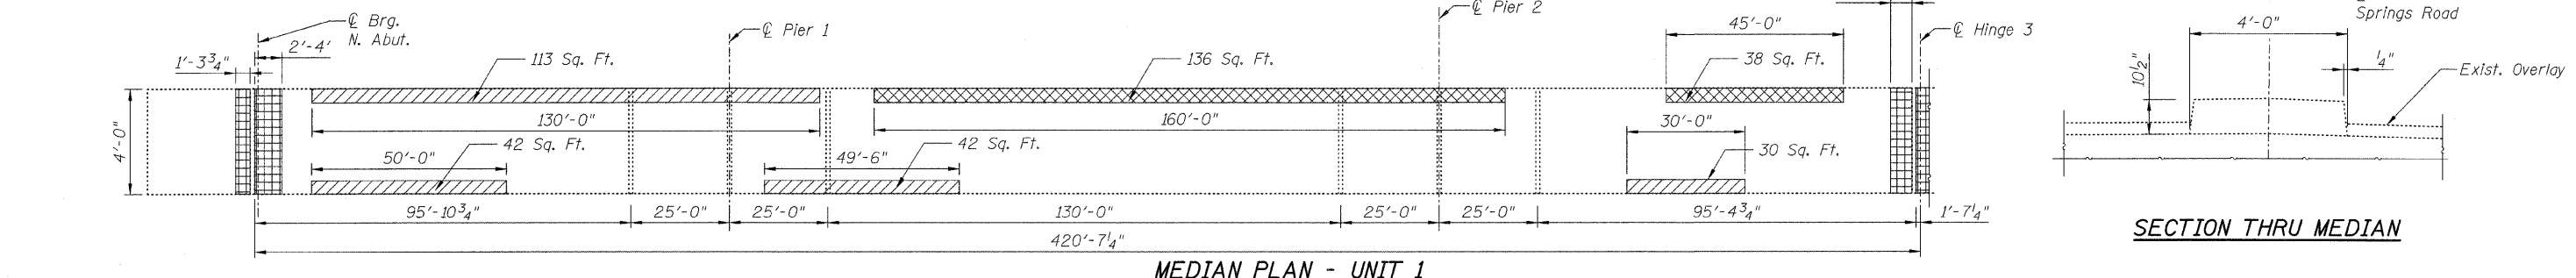 ℄ Brg.
N. Abut.
℄ Pier 1
℄ Pier 2
℄ Hinge 3
Springs Road
1'-3¾"
2'-4'
113 Sq. Ft.
136 Sq. Ft.
45'-0"
38 Sq. Ft.
4'-0"
10½"
¼"
Exist. Overlay
4'-0"
130'-0"
160'-0"
30'-0"
50'-0"
42 Sq. Ft.
49'-6"
42 Sq. Ft.
30 Sq. Ft.
95'-10¾"
25'-0"
25'-0"
130'-0"
25'-0"
25'-0"
95'-4¾"
1'-7¼"
420'-7¼"
SECTION THRU MEDIAN
MEDIAN PLAN - UNIT 1